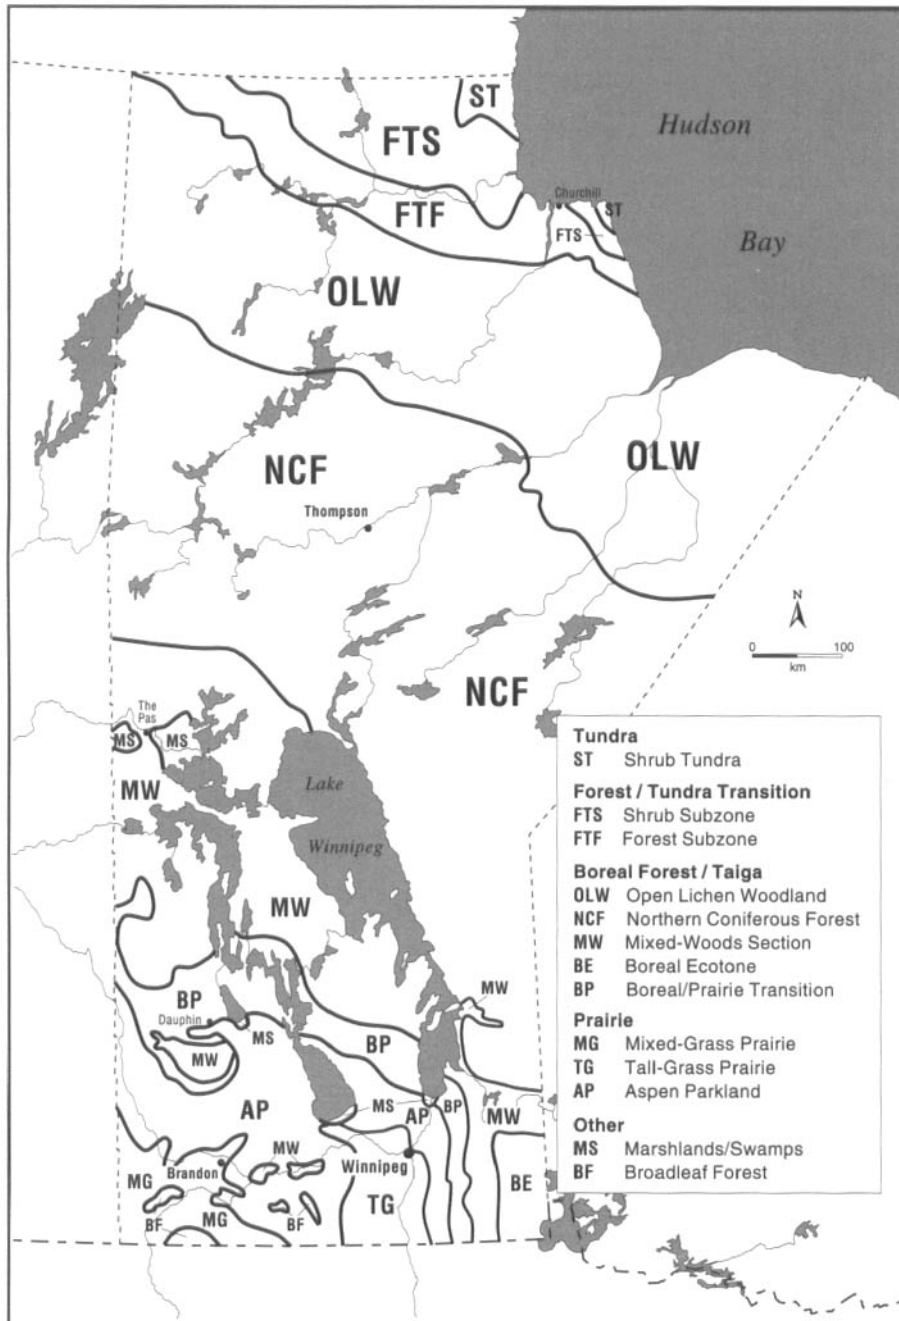 ST
Hudson
FTS
Churchill
FTF
ST
FTS
Bay
OLW
OLW
NCF
Thompson
N
0 100
km
NCF
The
Pas
MS
MS
MW
Lake
Winnipeg
MW
BP
Dauphin
MS
MW
MW
BP
AP
MS
AP
BP
MW
MG
Brandon
MW
Winnipeg
BE
MG
TG
BF
BF
Tundra
ST Shrub Tundra
Forest / Tundra Transition
FTS Shrub Subzone
FTF Forest Subzone
Boreal Forest / Taiga
OLW Open Lichen Woodland
NCF Northern Coniferous Forest
MW Mixed-Woods Section
BE Boreal Ecotone
BP Boreal/Prairie Transition
Prairie
MG Mixed-Grass Prairie
TG Tall-Grass Prairie
AP Aspen Parkland
Other
MS Marshlands/Swamps
BF Broadleaf Forest